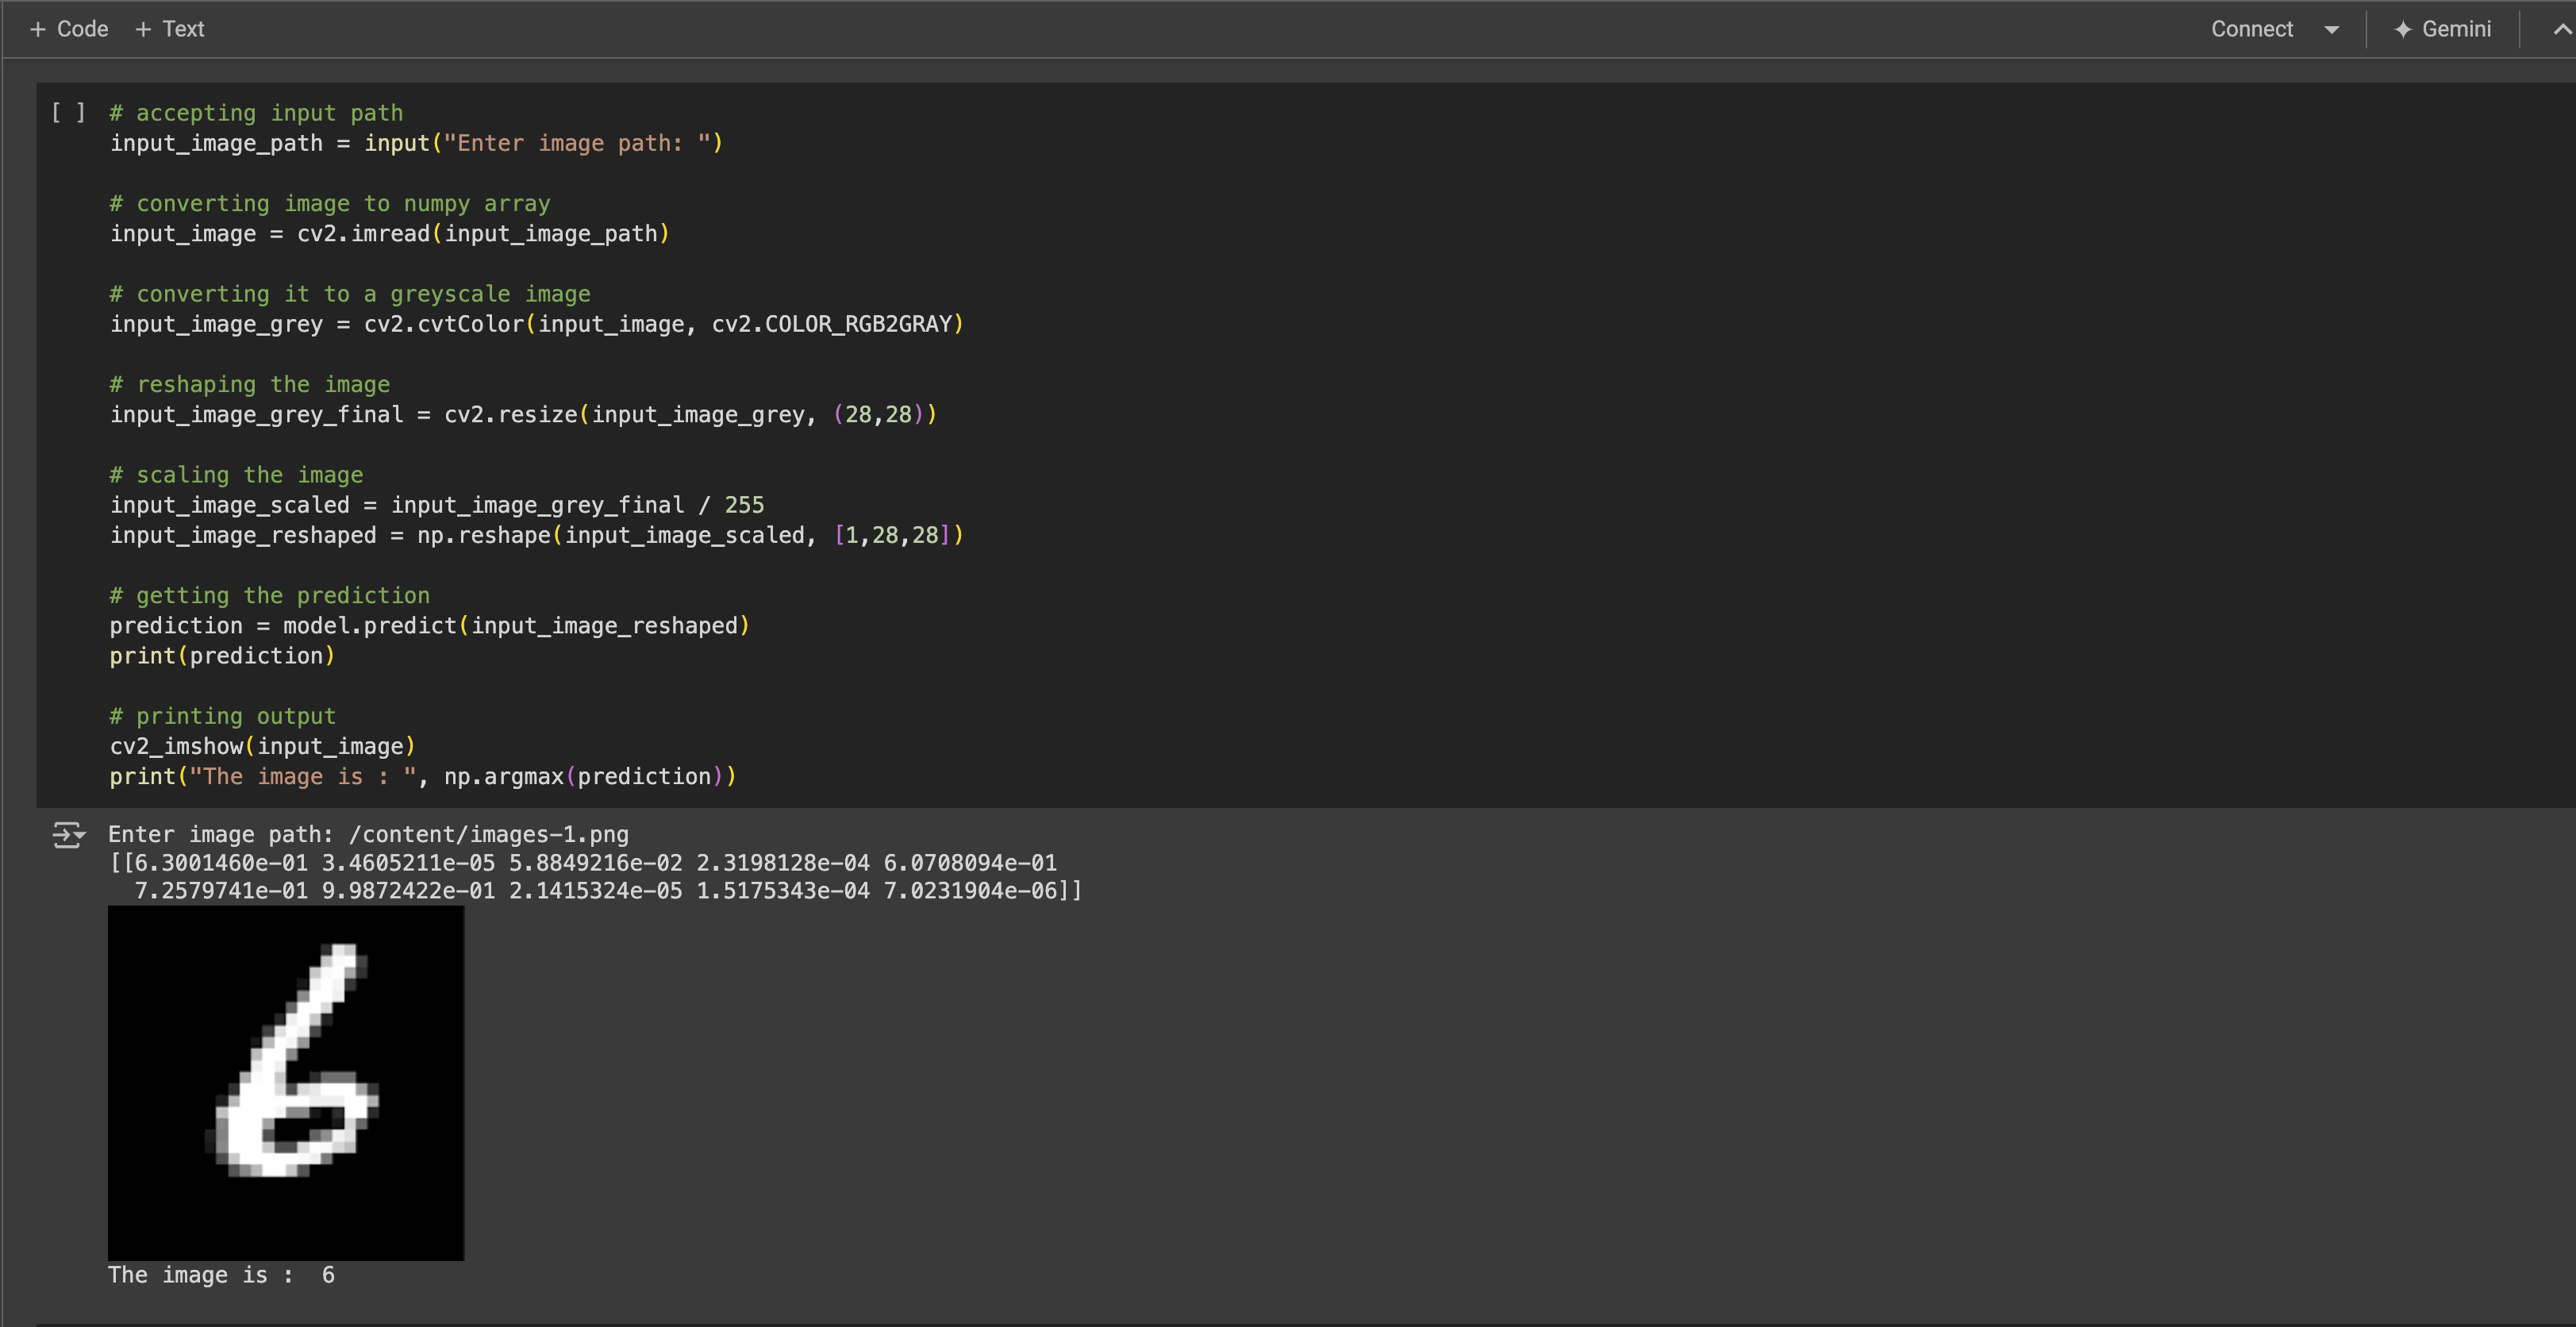 + Code + Text Connect Gemini
[ ] # accepting input path
input_image_path = input("Enter image path: ")
# converting image to numpy array
input_image = cv2.imread(input_image_path)
# converting it to a greyscale image
input_image_grey = cv2.cvtColor(input_image, cv2.COLOR_RGB2GRAY)
# reshaping the image
input_image_grey_final = cv2.resize(input_image_grey, (28,28))
# scaling the image
input_image_scaled = input_image_grey_final / 255
input_image_reshaped = np.reshape(input_image_scaled, [1,28,28])
# getting the prediction
prediction = model.predict(input_image_reshaped)
print(prediction)
# printing output
cv2_imshow(input_image)
print("The image is : ", np.argmax(prediction))
Enter image path: /content/images-1.png
[[6.3001460e-01 3.4605211e-05 5.8849216e-02 2.3198128e-04 6.0708094e-01
7.2579741e-01 9.9872422e-01 2.1415324e-05 1.5175343e-04 7.0231904e-06]]
6
The image is :  6